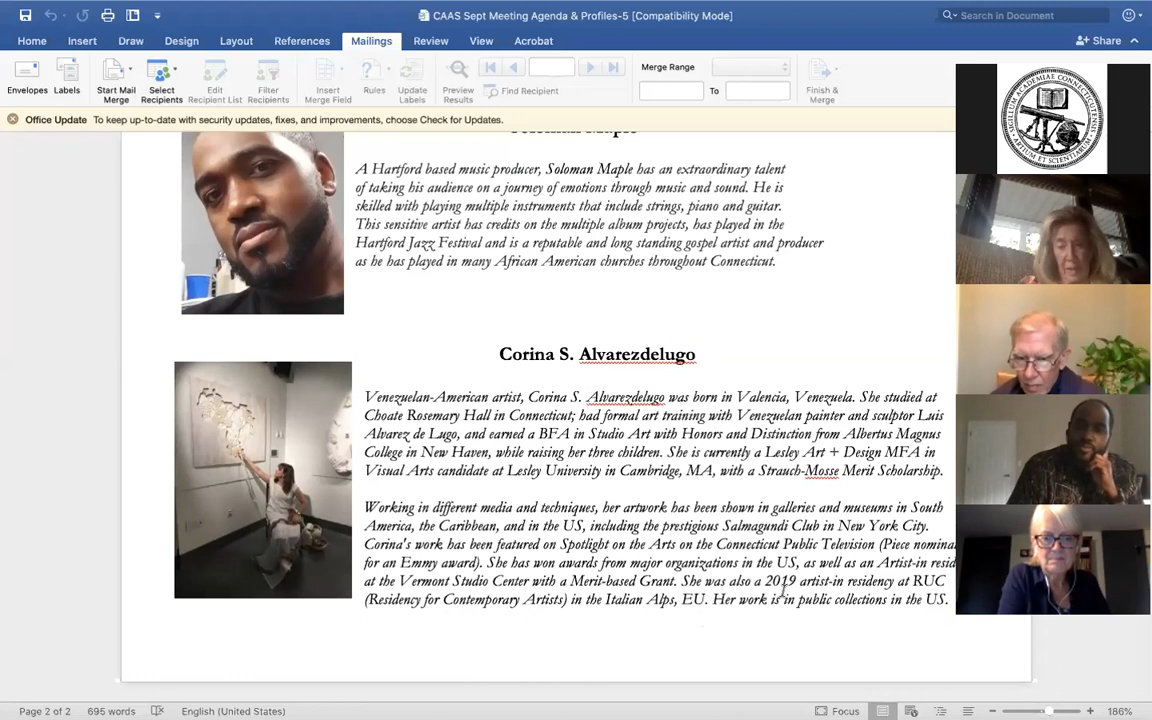 CAAS Sept Meeting Agenda & Profiles-5 [Compatibility Mode]
Search in Document
Home Insert Draw Design Layout References Mailings Review View Acrobat
Share
Envelopes Labels Start Mail Merge Select Recipients Edit Recipient List Filter Recipients Insert Merge Field Rules Update Labels Preview Results Find Recipient Merge Range To Finish & Merge
Office Update To keep up-to-date with security updates, fixes, and improvements, choose Check for Updates.
Soloman Maple
A Hartford based music producer, Soloman Maple has an extraordinary talent
of taking his audience on a journey of emotions through music and sound. He is
skilled with playing multiple instruments that include strings, piano and guitar.
This sensitive artist has credits on the multiple album projects, has played in the
Hartford Jazz Festival and is a reputable and long standing gospel artist and producer
as he has played in many African American churches throughout Connecticut.
Corina S. Alvarezdelugo
Venezuelan-American artist, Corina S. Alvarezdelugo was born in Valencia, Venezuela. She studied at
Choate Rosemary Hall in Connecticut; had formal art training with Venezuelan painter and sculptor Luis
Alvarez de Lugo, and earned a BFA in Studio Art with Honors and Distinction from Albertus Magnus
College in New Haven, while raising her three children. She is currently a Lesley Art + Design MFA in
Visual Arts candidate at Lesley University in Cambridge, MA, with a Strauch-Mosse Merit Scholarship.
Working in different media and techniques, her artwork has been shown in galleries and museums in South
America, the Caribbean, and in the US, including the prestigious Salmagundi Club in New York City.
Corina's work has been featured on Spotlight on the Arts on the Connecticut Public Television (Piece nomina
for an Emmy award). She has won awards from major organizations in the US, as well as an Artist-in resid
at the Vermont Studio Center with a Merit-based Grant. She was also a 2019 artist-in residency at RUC
(Residency for Contemporary Artists) in the Italian Alps, EU. Her work is in public collections in the US.
SIGILLUM ACADEMIAE CONNECTICUTENSIS
ARTIUM ET SCIENTIARUM
Page 2 of 2 695 words English (United States) Focus 186%